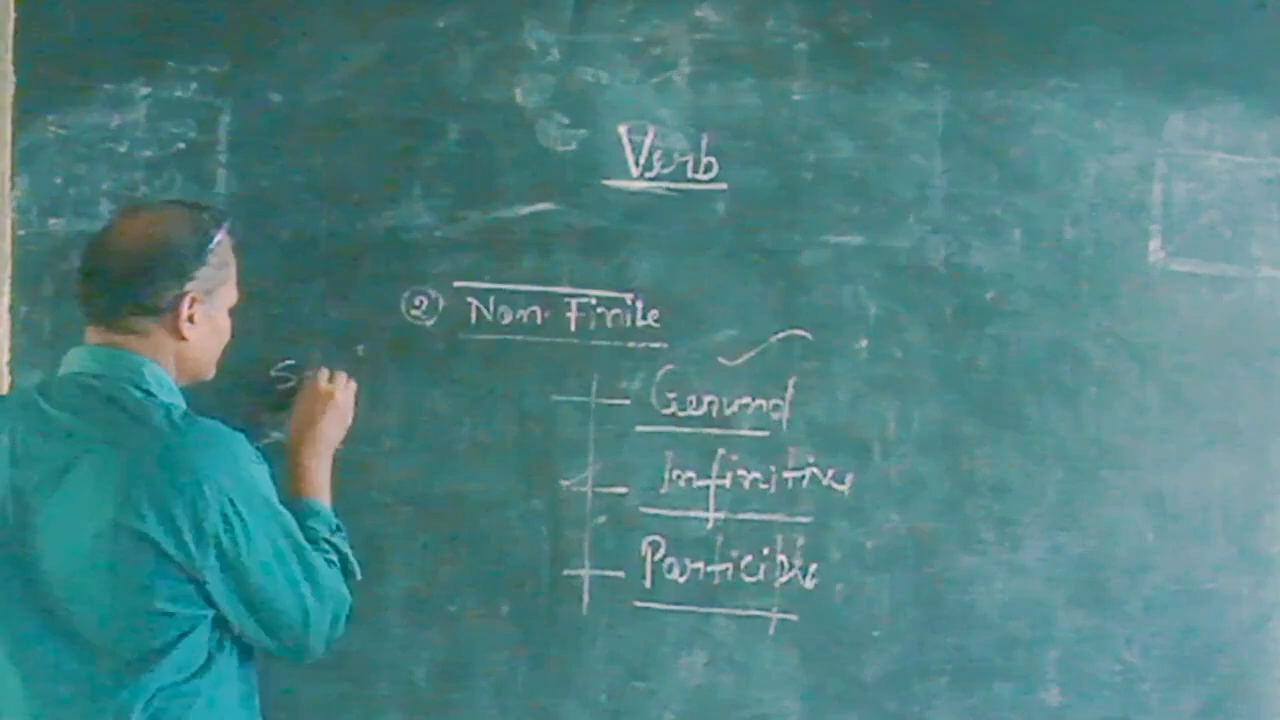 Verb
② Non-Finite
S
Gerund
Infinitive
Participle